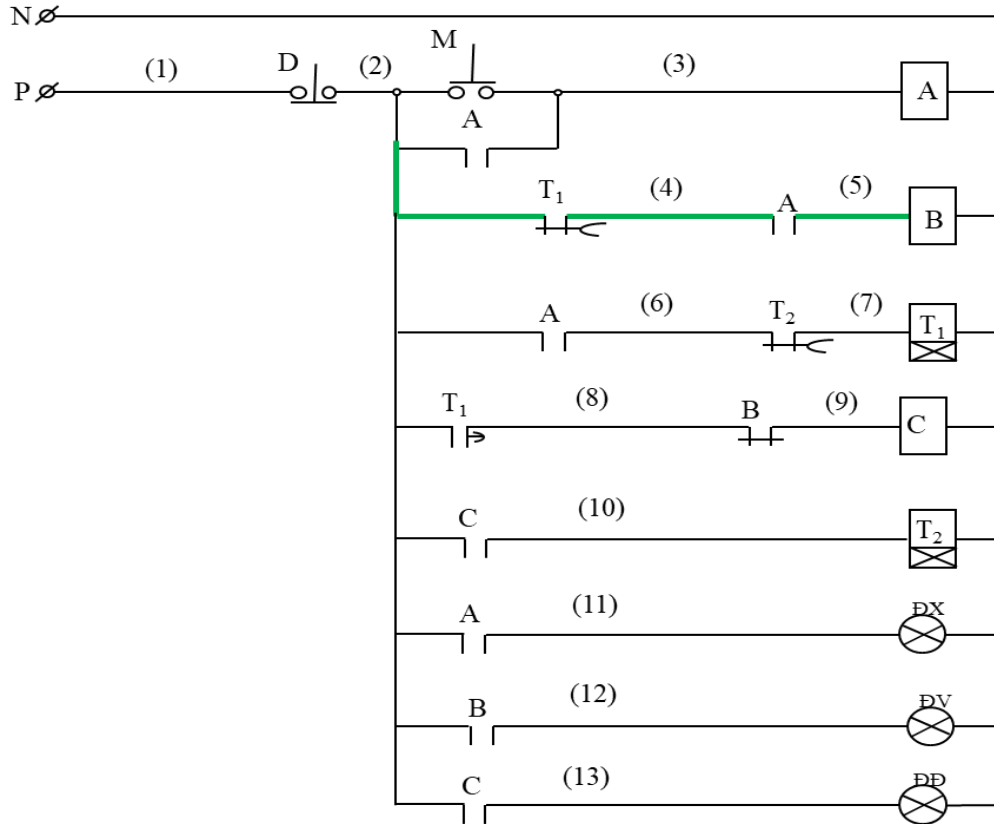 N
M
P (1) D (2) (3) A
A
T₁ (4) A (5) B
A (6) T₂ (7) T₁
T₁ (8) B (9) C
C (10) T₂
A (11) ĐX
B (12) ĐV
C (13) ĐĐ